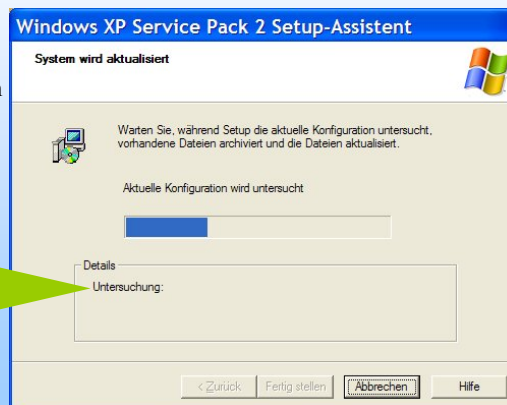 Windows XP Service Pack 2 Setup-Assistent
System wird aktualisiert
Warten Sie, während Setup die aktuelle Konfiguration untersucht,
vorhandene Dateien archiviert und die Dateien aktualisiert.
Aktuelle Konfiguration wird untersucht
Details
Untersuchung:
< Zurück Fertig stellen Abbrechen Hilfe